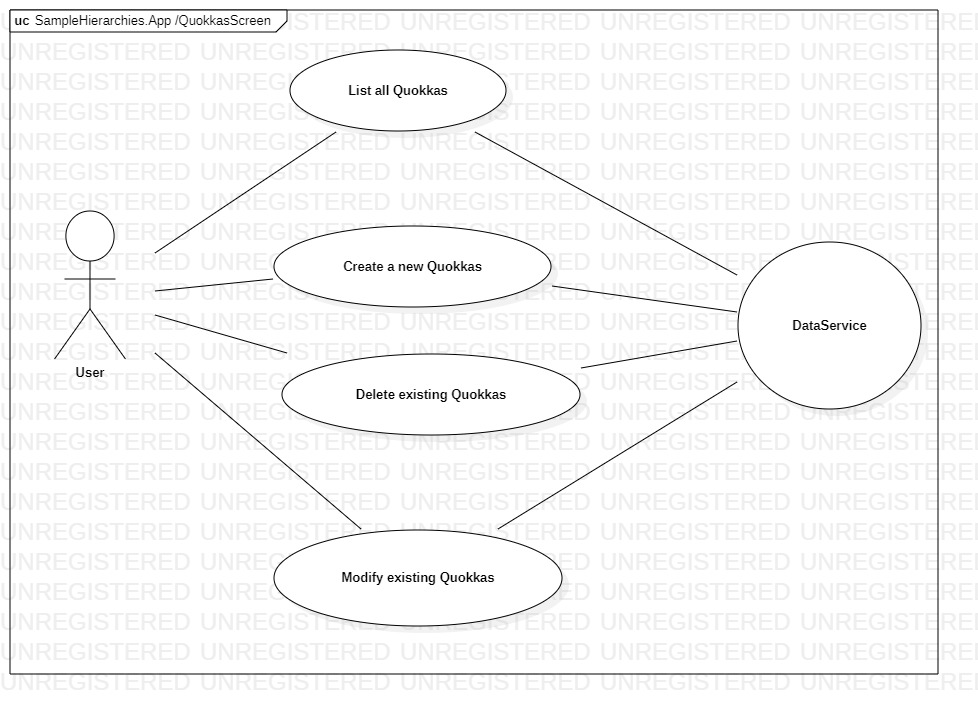 uc SampleHierarchies.App /QuokkasScreen
List all Quokkas
Create a new Quokkas
DataService
User
Delete existing Quokkas
Modify existing Quokkas
UNREGISTERED UNREGISTERED UNREGISTERED UNREGISTERED UNREGISTERED